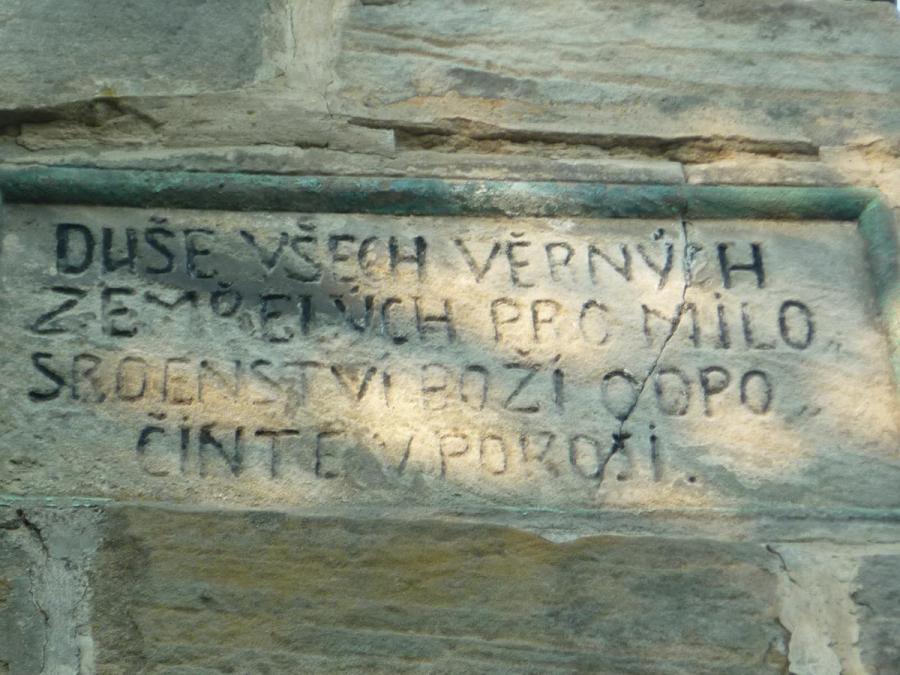 DUŠE VŠECH VĚRNÝCH
ZEMŘELÝCH PRO MILO„
SRDENSTVÍ BOŽÍ ODPO„
ČINTE V POKOJI.